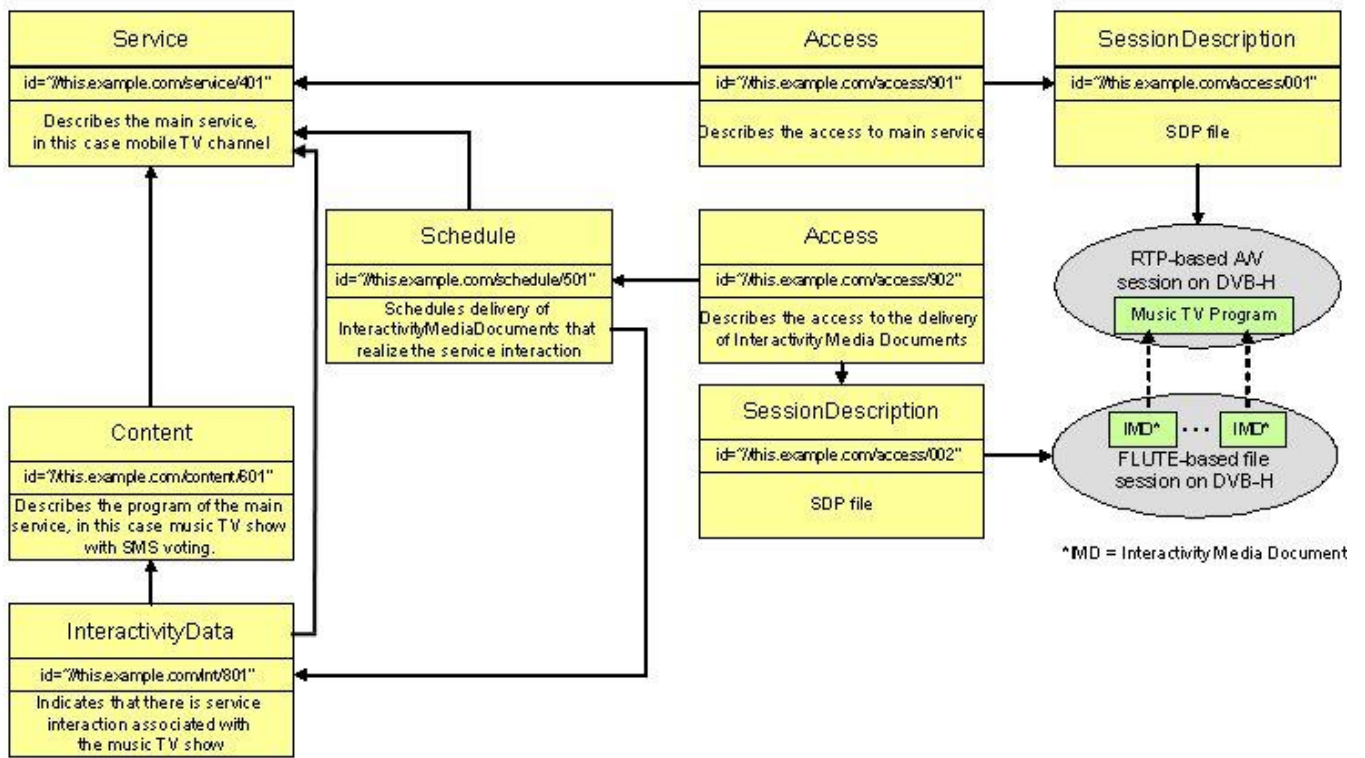 Service
id="//this.example.com/service/401"
Describes the main service,
in this case mobile TV channel
Access
id="//this.example.com/access/901"
Describes the access to main service
SessionDescription
id="//this.example.com/access/001"
SDP file
Schedule
id="//this.example.com/schedule/501"
Schedules delivery of
InteractivityMediaDocuments that
realize the service interaction
Access
id="//this.example.com/access/902"
Describes the access to the delivery
of Interactivity Media Documents
RTP-based A/V
session on DVB-H
Music TV Program
SessionDescription
id="//this.example.com/access/002"
SDP file
IMD* ... IMD*
FLUTE-based file
session on DVB-H
*IMD = Interactivity Media Document
Content
id="//this.example.com/content/601"
Describes the program of the main
service, in this case music TV show
with SMS voting.
InteractivityData
id="//this.example.com/int/801"
Indicates that there is service
interaction associated with
the music TV show